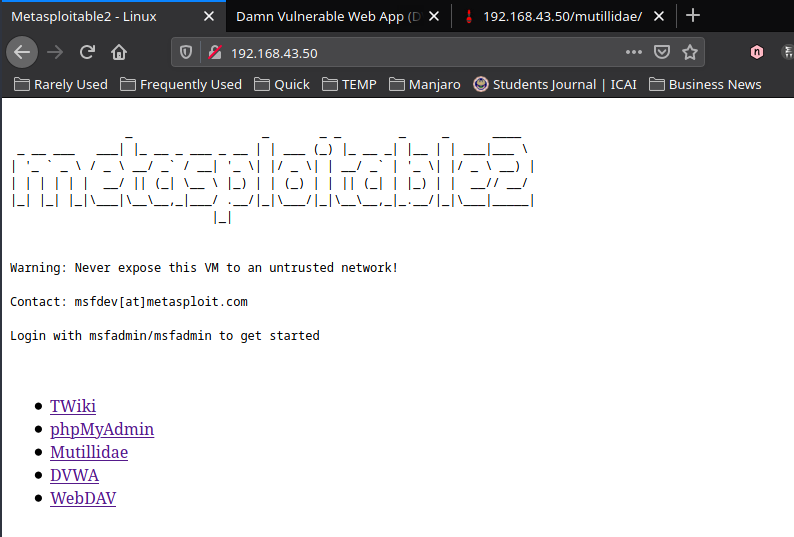 Metasploitable2 - Linux
Damn Vulnerable Web App (D
192.168.43.50/mutillidae/
192.168.43.50
Rarely Used
Frequently Used
Quick
TEMP
Manjaro
Students Journal | ICAI
Business News
metasploitable2
Warning: Never expose this VM to an untrusted network!
Contact: msfdev[at]metasploit.com
Login with msfadmin/msfadmin to get started
TWiki
phpMyAdmin
Mutillidae
DVWA
WebDAV